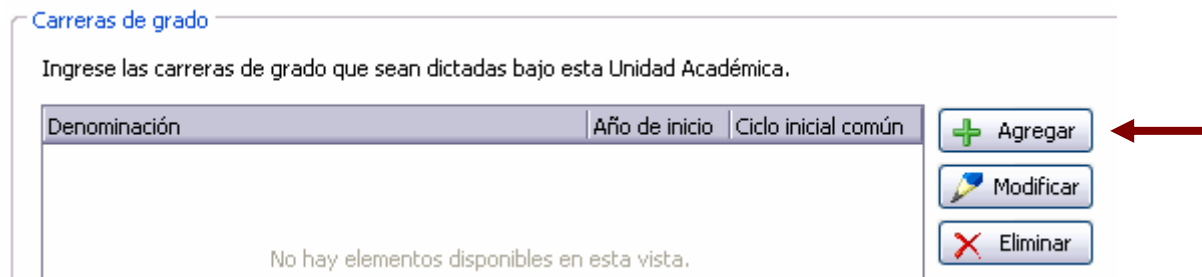 Carreras de grado
Ingrese las carreras de grado que sean dictadas bajo esta Unidad Académica.
Denominación Año de inicio Ciclo inicial común
Agregar
Modificar
Eliminar
No hay elementos disponibles en esta vista.